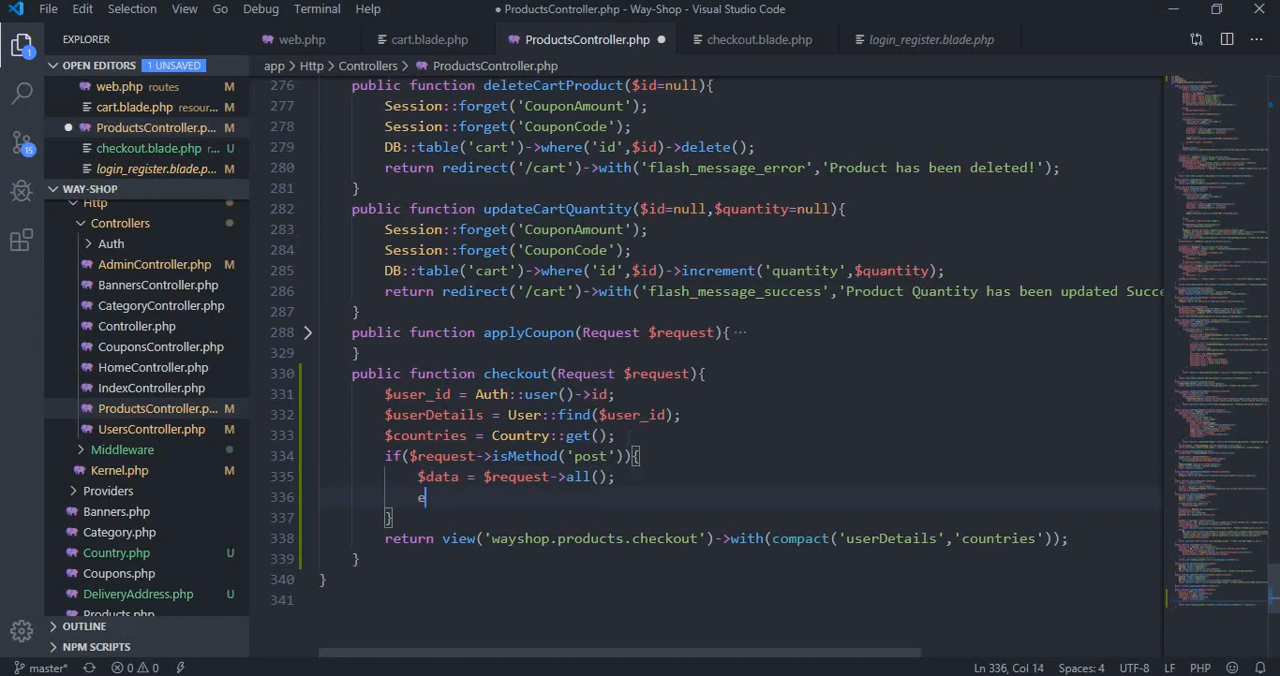 File Edit Selection View Go Debug Terminal Help ● ProductsController.php - Way-Shop - Visual Studio Code
EXPLORER
OPEN EDITORS 1 UNSAVED
web.php routes M
cart.blade.php resour... M
ProductsController.p... M
checkout.blade.php r... U
login_register.blade.p... M
WAY-SHOP
Http
Controllers
Auth
AdminController.php M
BannersController.php
CategoryController.php
Controller.php
CouponsController.php
HomeController.php
IndexController.php
ProductsController.p... M
UsersController.php M
Middleware
Kernel.php M
Providers
Banners.php
Category.php
Country.php U
Coupons.php
DeliveryAddress.php U
Products.php
OUTLINE
NPM SCRIPTS
1
15
web.php cart.blade.php ProductsController.php ● checkout.blade.php login_register.blade.php
app > Http > Controllers > ProductsController.php
276 public function deleteCartProduct($id=null){
277 Session::forget('CouponAmount');
278 Session::forget('CouponCode');
279 DB::table('cart')->where('id',$id)->delete();
280 return redirect('/cart')->with('flash_message_error','Product has been deleted!');
281 }
282 public function updateCartQuantity($id=null,$quantity=null){
283 Session::forget('CouponAmount');
284 Session::forget('CouponCode');
285 DB::table('cart')->where('id',$id)->increment('quantity',$quantity);
286 return redirect('/cart')->with('flash_message_success','Product Quantity has been updated Succe
287 }
288 public function applyCoupon(Request $request){ ...
329 }
330 public function checkout(Request $request){
331 $user_id = Auth::user()->id;
332 $userDetails = User::find($user_id);
333 $countries = Country::get();
334 if($request->isMethod('post')){
335 $data = $request->all();
336 e
337 }
338 return view('wayshop.products.checkout')->with(compact('userDetails','countries'));
339 }
340 }
341
master* 0 0 Ln 336, Col 14 Spaces: 4 UTF-8 LF PHP